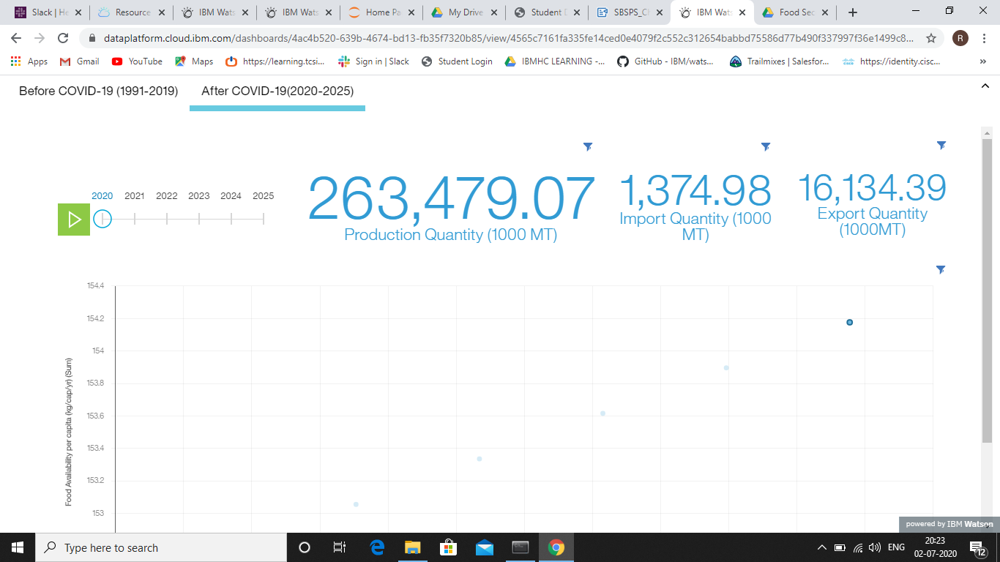 Slack | He
Resource
IBM Wats
IBM Wats
Home Pa
My Drive
Student D
SBSPS_Ch
IBM Wats
Food Sec
dataplatform.cloud.ibm.com/dashboards/4ac4b520-639b-4674-bd13-fb35f7320b85/view/4565c7161fa335fe14ced0e4079f2c552c312654babbd75586d77b490f337997f36e1499c8...
R
Apps
Gmail
YouTube
Maps
https://learning.tcsi...
Sign in | Slack
Student Login
IBMHC LEARNING -...
GitHub - IBM/wats...
Trailmixes | Salesfor...
https://identity.cisc...
»
Before COVID-19 (1991-2019)
After COVID-19(2020-2025)
2020 2021 2022 2023 2024 2025
263,479.07
Production Quantity (1000 MT)
1,374.98
Import Quantity (1000
MT)
16,134.39
Export Quantity
(1000MT)
Food Availability per capita (kg/cap/yr) (Sum)
154.4
154.2
154
153.8
153.6
153.4
153.2
153
powered by IBM Watson
Type here to search
ENG
20:23
02-07-2020
12